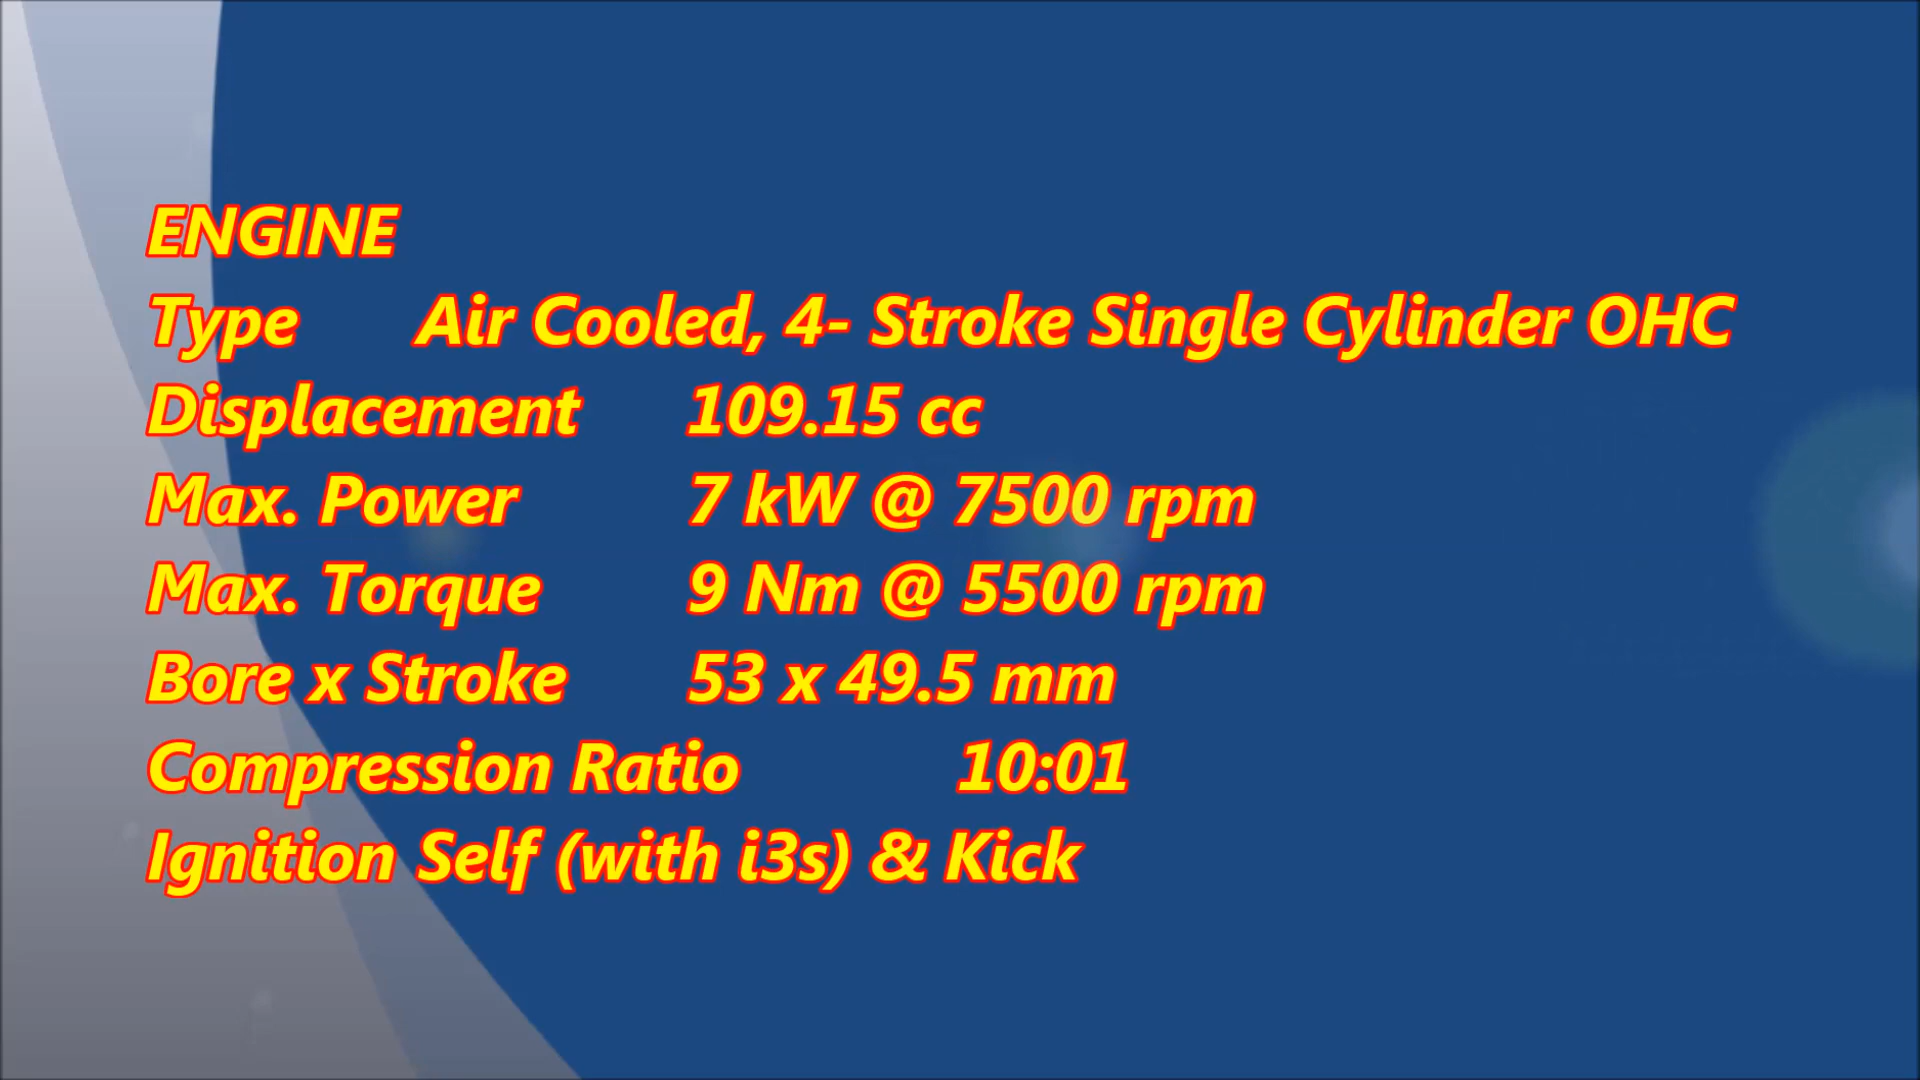 ENGINE
Type Air Cooled, 4- Stroke Single Cylinder OHC
Displacement 109.15 cc
Max. Power 7 kW @ 7500 rpm
Max. Torque 9 Nm @ 5500 rpm
Bore x Stroke 53 x 49.5 mm
Compression Ratio 10:01
Ignition Self (with i3s) & Kick